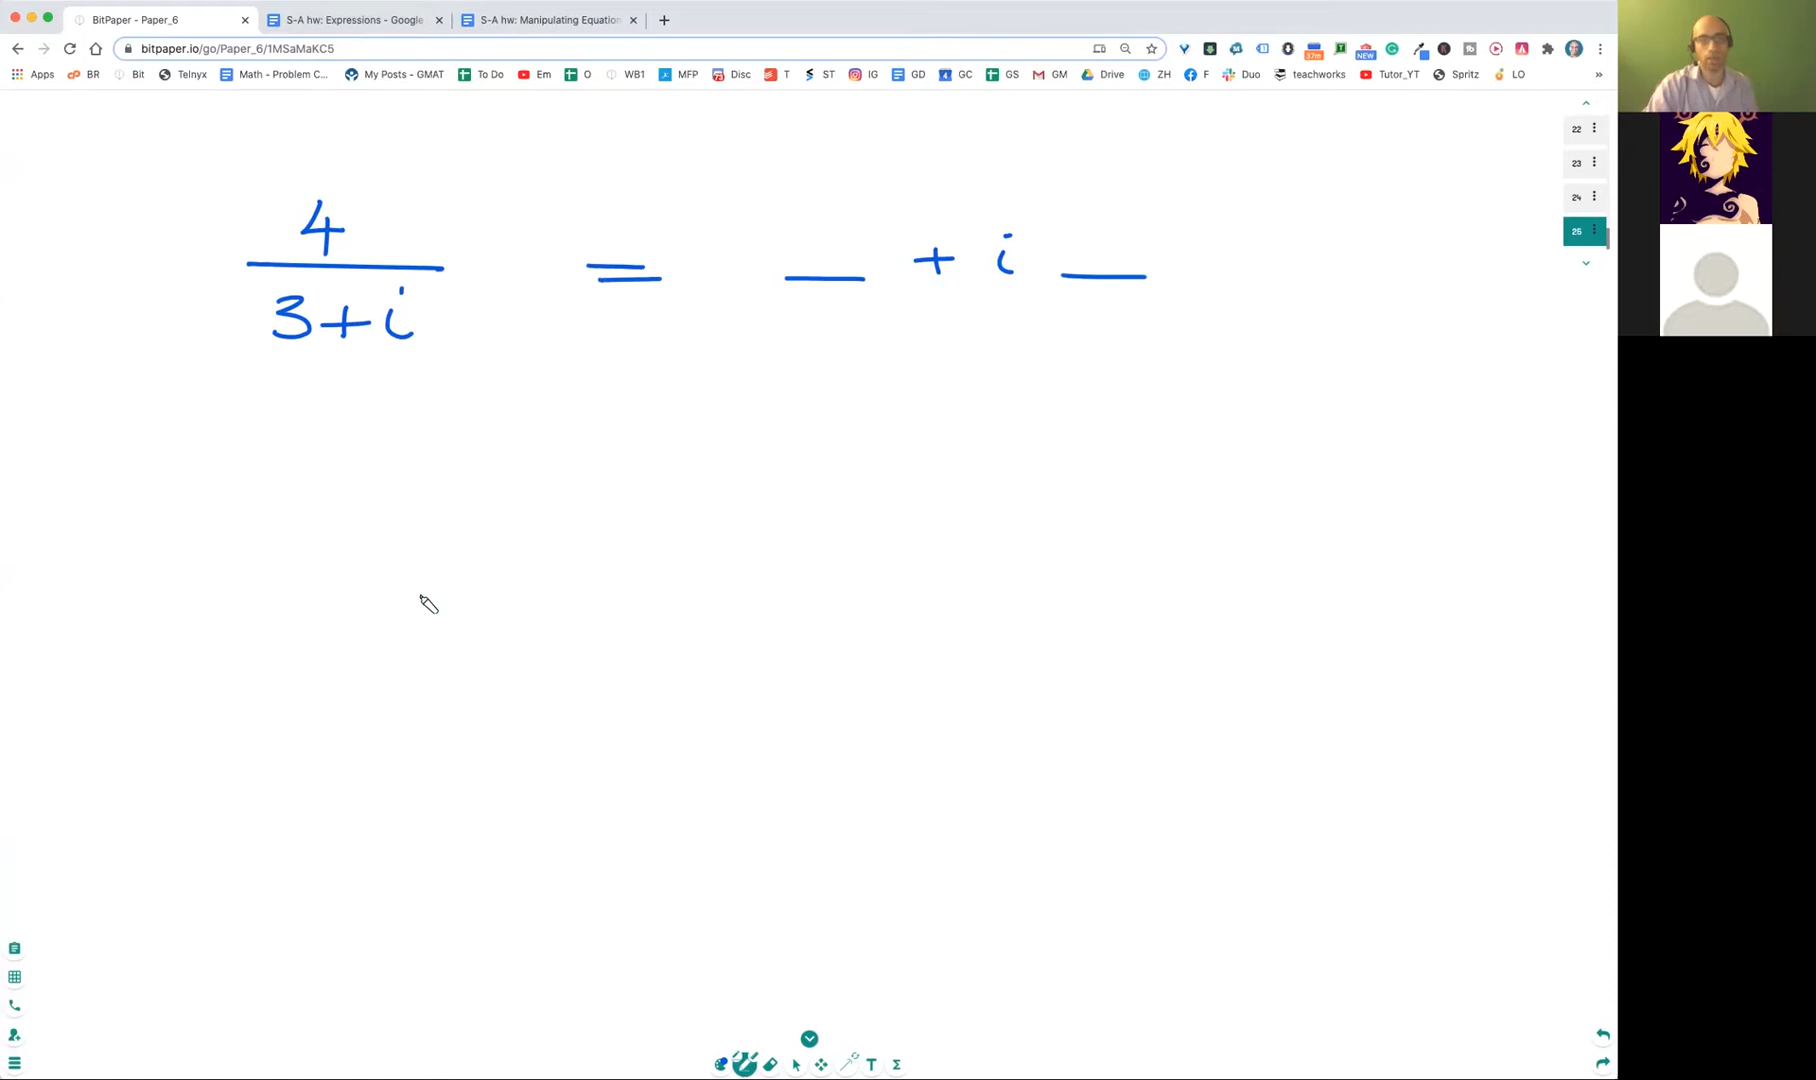 BitPaper - Paper_6
S-A hw: Expressions - Google
S-A hw: Manipulating Equation
bitpaper.io/go/Paper_6/1MSaMaKC5
37m
NEW
Apps BR Bit Telnyx Math - Problem C... My Posts - GMAT To Do Em O WB1 MFP Disc T ST IG GD GC GS GM Drive ZH F Duo teachworks Tutor_YT Spritz LO »
22
23
24
25
4
3+i
= __ + i __
T Σ